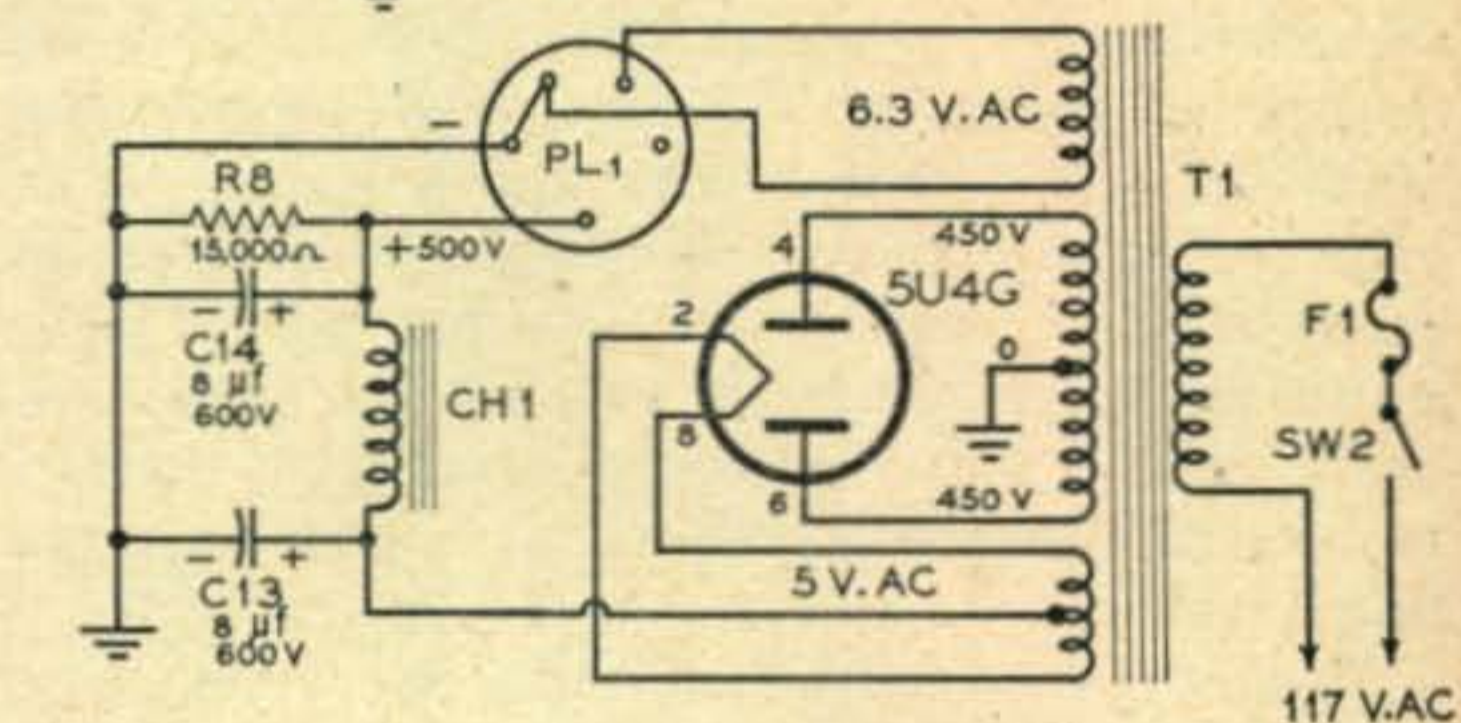 6.3 V. AC
−
PL1
T1
R8
15,000Ω
+500V
4
450 V
5U4G
2
0
F1
− +
C14
8 µf
600V
CH1
8
SW2
6
450 V
− +
C13
8 µf
600V
5 V. AC
117 V.AC